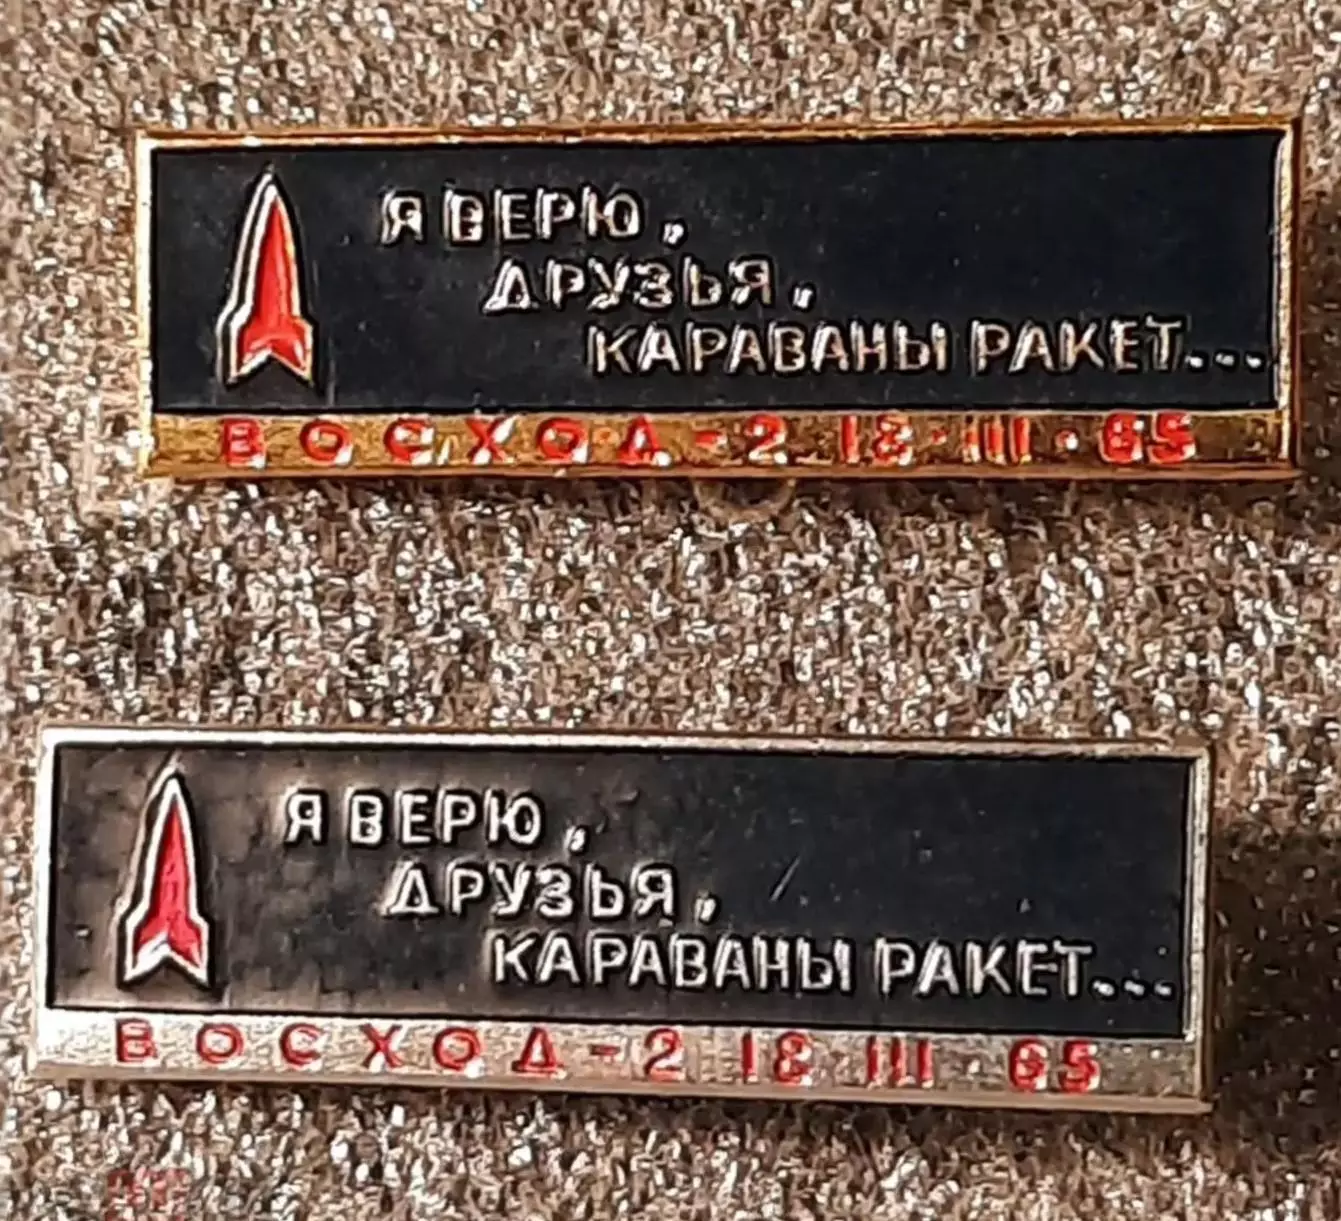 Я ВЕРЮ,
ДРУЗЬЯ,
КАРАВАНЫ РАКЕТ...
ВОСХОД-2 18·III·65
Я ВЕРЮ,
ДРУЗЬЯ,
КАРАВАНЫ РАКЕТ...
ВОСХОД-2 18·III·65